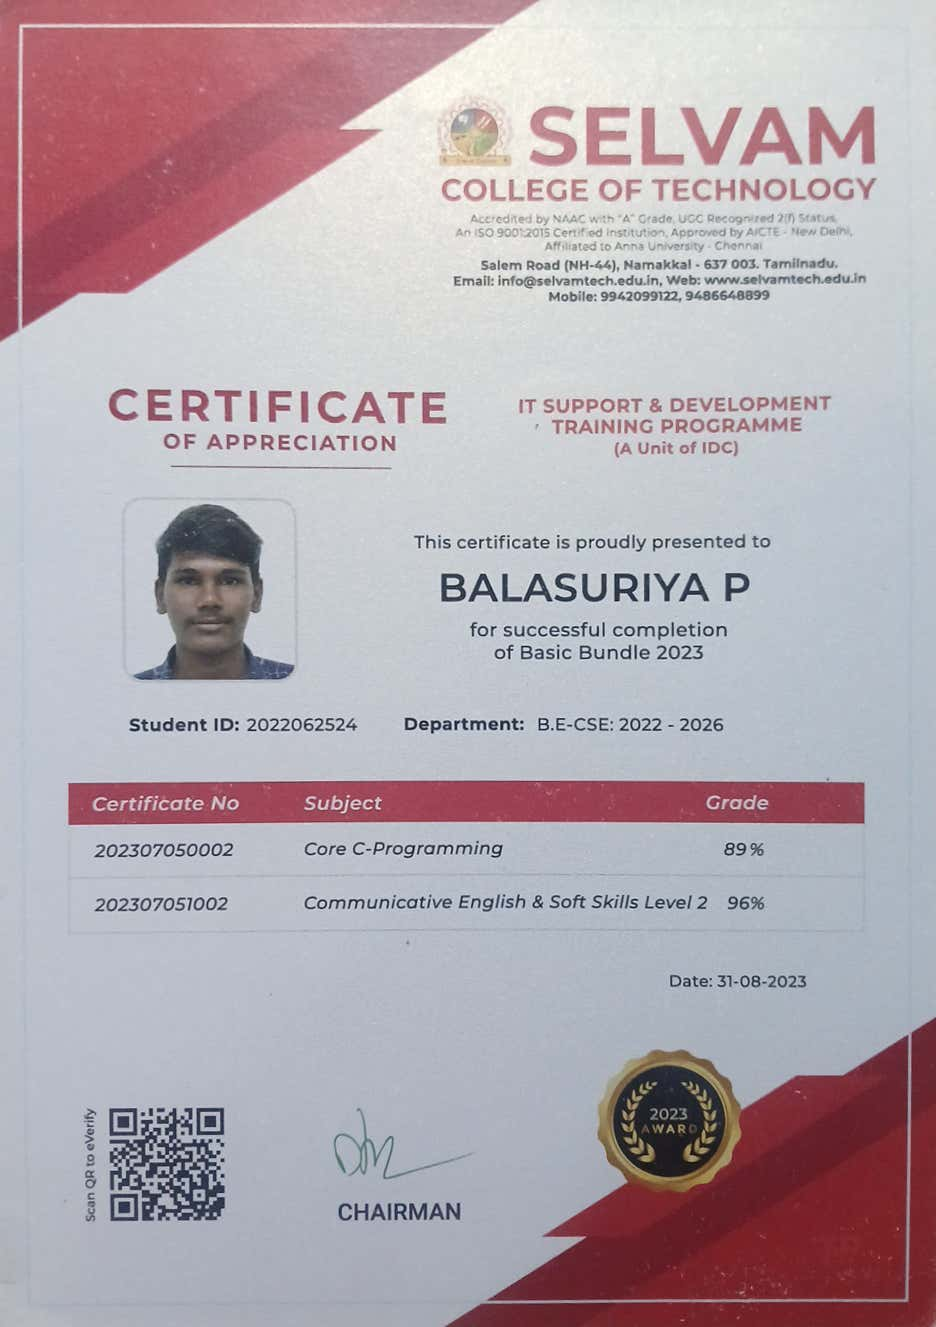 SELVAM
COLLEGE OF TECHNOLOGY
Accredited by NAAC with "A" Grade, UGC Recognized 2(f) Status,
An ISO 9001:2015 Certified Institution, Approved by AICTE - New Delhi,
Affiliated to Anna University - Chennai
Salem Road (NH-44), Namakkal - 637 003. Tamilnadu.
Email: info@selvamtech.edu.in, Web: www.selvamtech.edu.in
Mobile: 9942099122, 9486648899
CERTIFICATE
OF APPRECIATION
IT SUPPORT & DEVELOPMENT
TRAINING PROGRAMME
(A Unit of IDC)
This certificate is proudly presented to
BALASURIYA P
for successful completion
of Basic Bundle 2023
Student ID: 2022062524 Department: B.E-CSE: 2022 - 2026
Certificate No Subject Grade
202307050002 Core C-Programming 89%
202307051002 Communicative English & Soft Skills Level 2 96%
Date: 31-08-2023
Scan QR to eVerify
CHAIRMAN
2023
AWARD